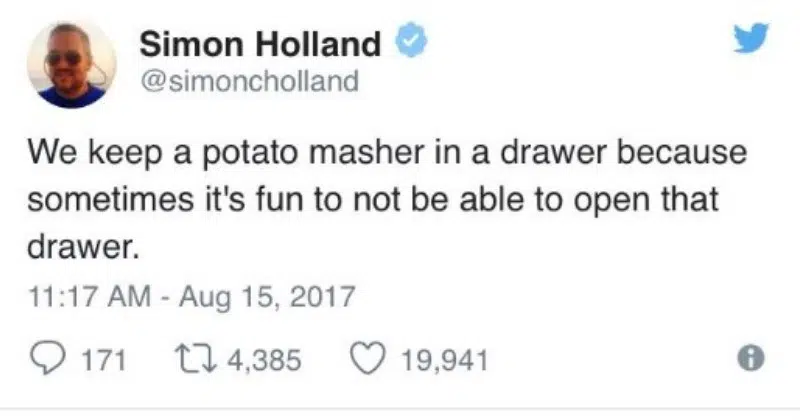 Simon Holland
@simoncholland
We keep a potato masher in a drawer because
sometimes it's fun to not be able to open that
drawer.
11:17 AM - Aug 15, 2017
171 4,385 19,941